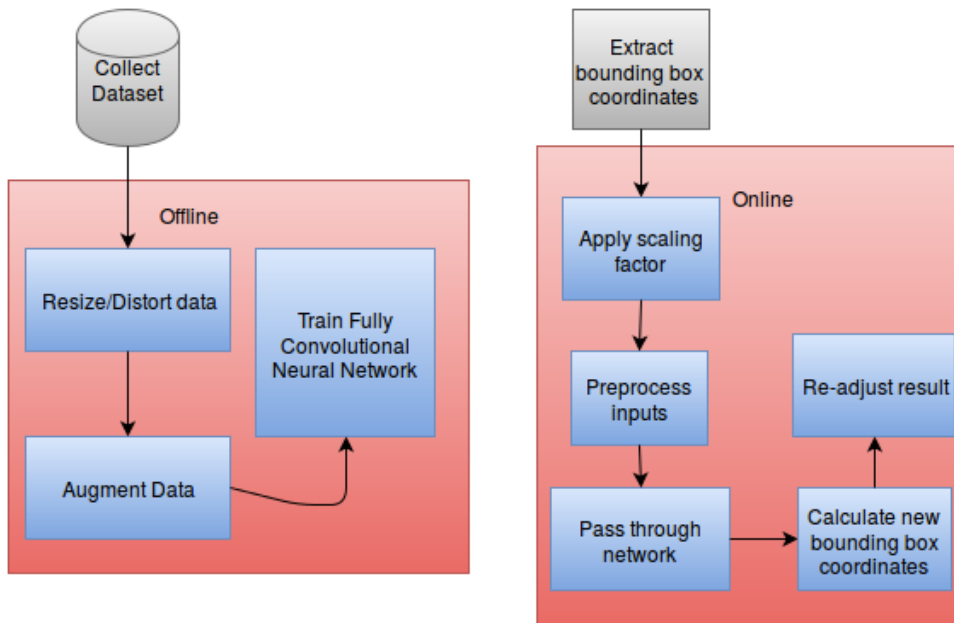 Collect
Dataset
Offline
Resize/Distort data
Augment Data
Train Fully
Convolutional
Neural Network
Extract
bounding box
coordinates
Online
Apply scaling
factor
Preprocess
inputs
Pass through
network
Calculate new
bounding box
coordinates
Re-adjust result